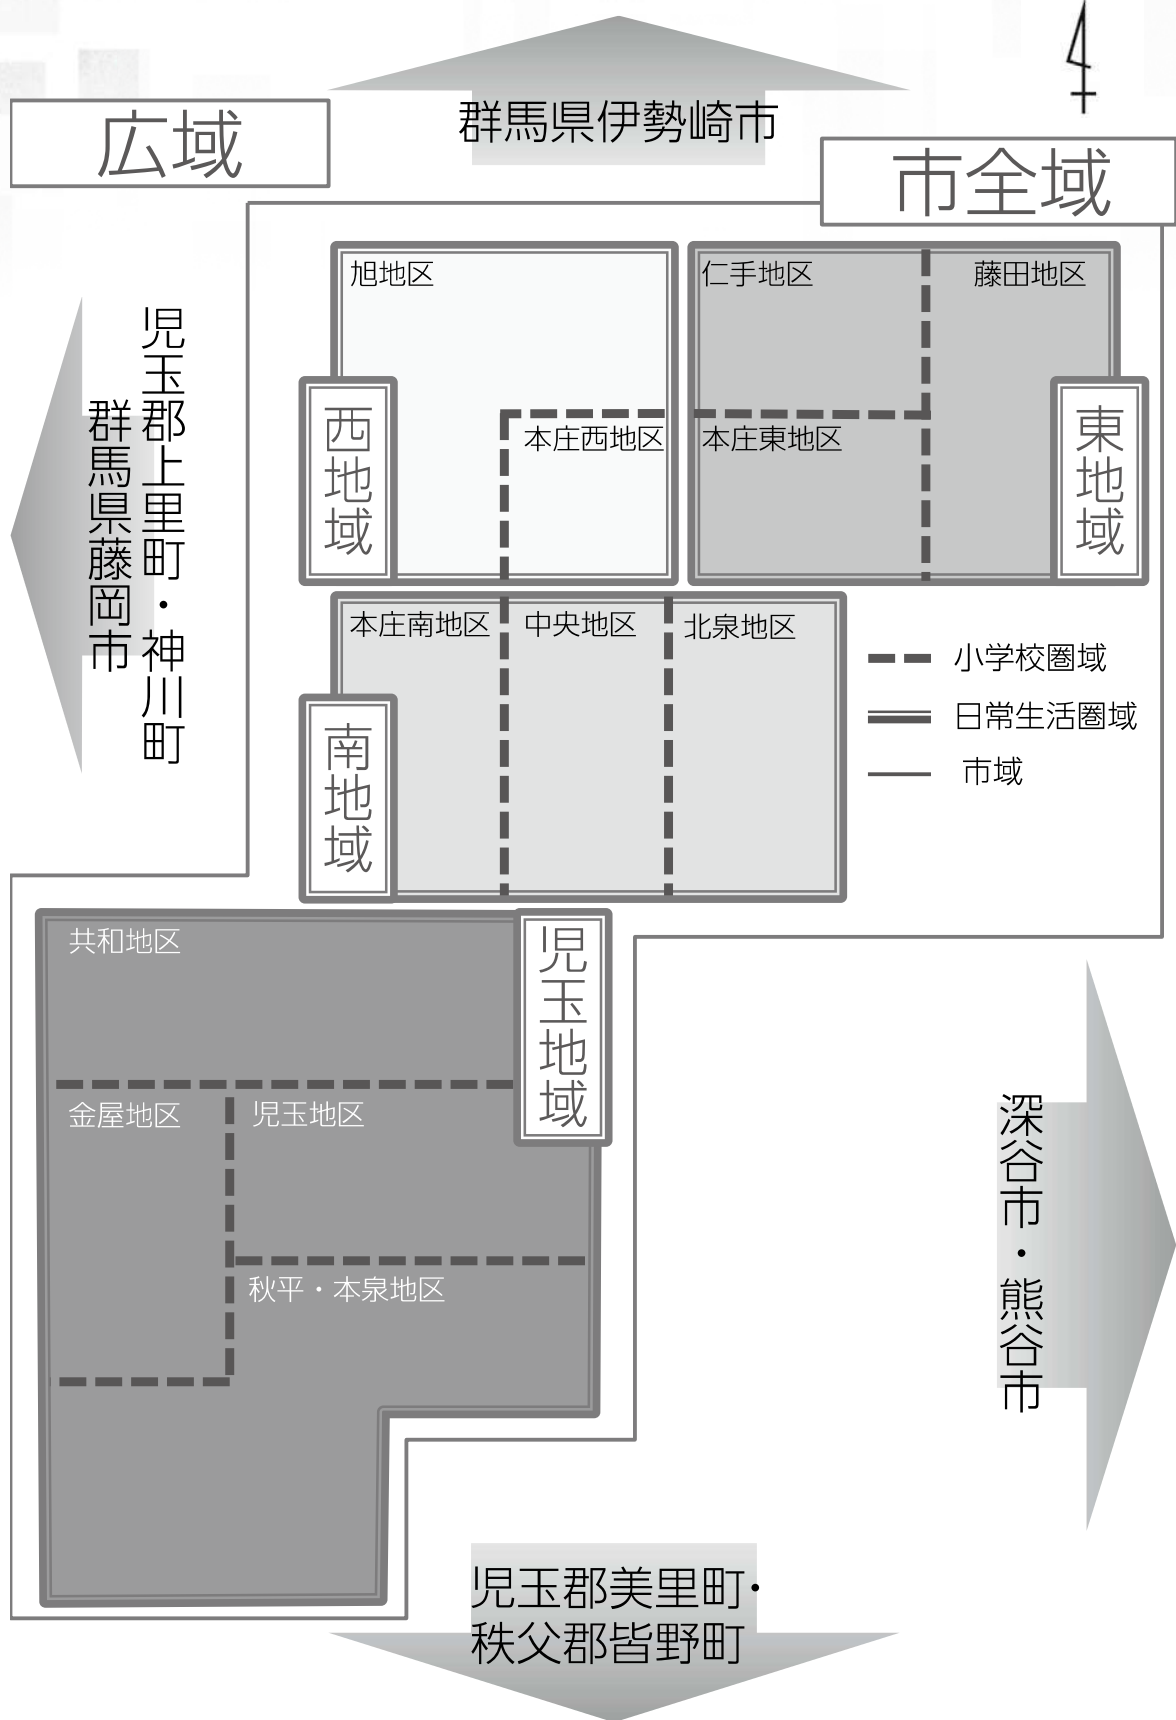 広域
群馬県伊勢崎市
市全域
旭地区
仁手地区
藤田地区
児玉郡上里町・神川町
群馬県藤岡市
西地域
本庄西地区
本庄東地区
東地域
本庄南地区
中央地区
北泉地区
小学校圏域
日常生活圏域
市域
南地域
共和地区
児玉地域
金屋地区
児玉地区
深谷市・熊谷市
秋平・本泉地区
児玉郡美里町・
秩父郡皆野町